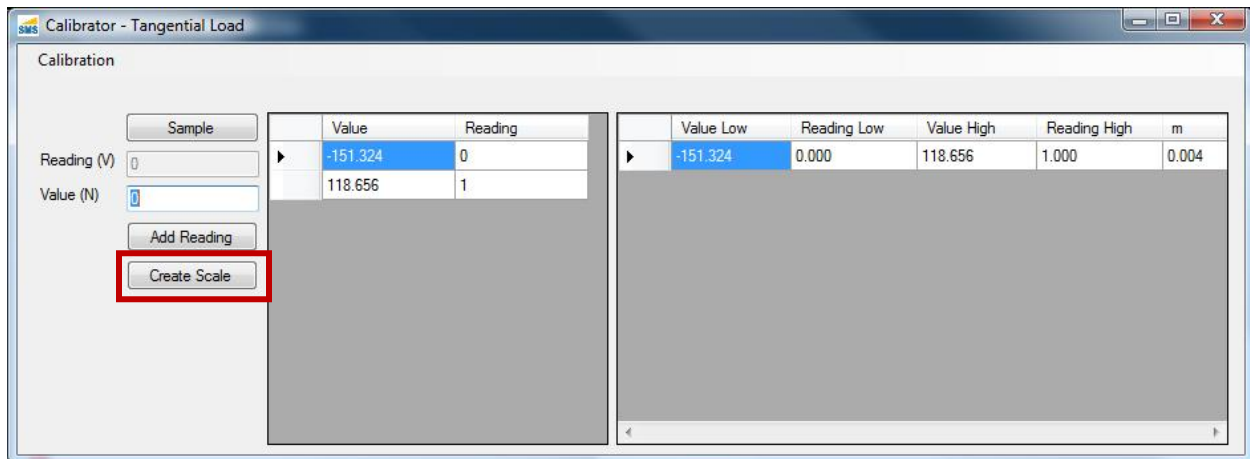 SMS Calibrator - Tangential Load
Calibration
Sample
Reading (V) 0
Value (N) 0
Add Reading
Create Scale
Value Reading
-151.324 0
118.656 1
Value Low Reading Low Value High Reading High m
-151.324 0.000 118.656 1.000 0.004